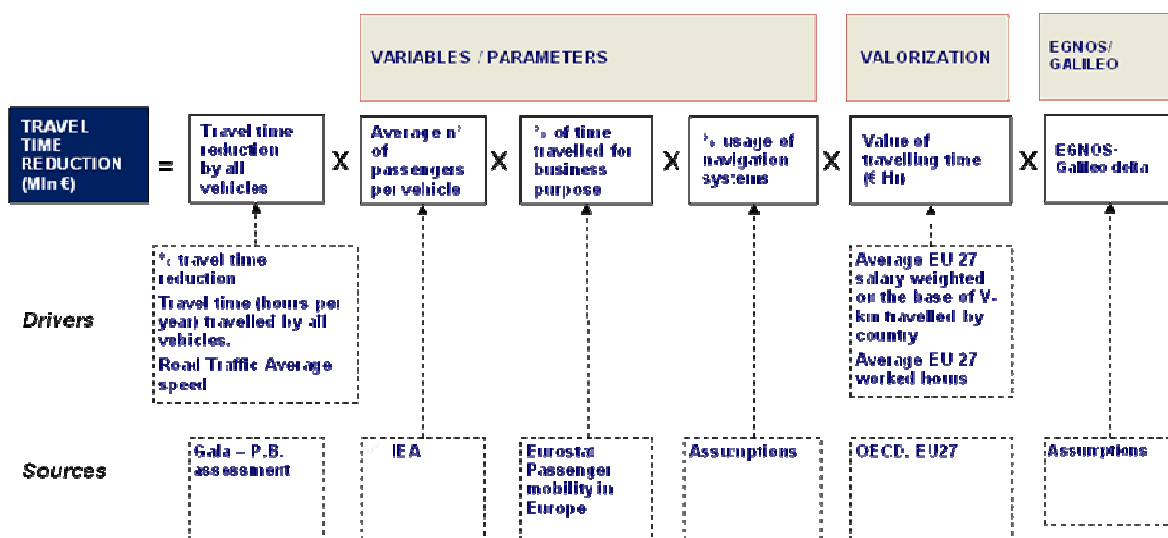 VARIABLES / PARAMETERS
VALORIZATION
EGNOS/
GALILEO
TRAVEL
TIME
REDUCTION
(Mln €)
=
Travel time
reduction
by all
vehicles
X
Average n°
of
passengers
per vehicle
X
% of time
travelled for
business
purpose
X
% usage of
navigation
systems
X
Value of
travelling time
(€ Hr)
X
EGNOS-
Galileo delta
Drivers
% travel time
reduction
Travel time (hours per
year) travelled by all
vehicles.
Road Traffic Average
speed
Average EU 27
salary weighted
on the base of V-
km travelled by
country
Average EU 27
worked hours
Sources
Gala – P.B.
assessment
IEA
Eurostat
Passenger
mobility in
Europe
Assumptions
OECD, EU27
Assumptions